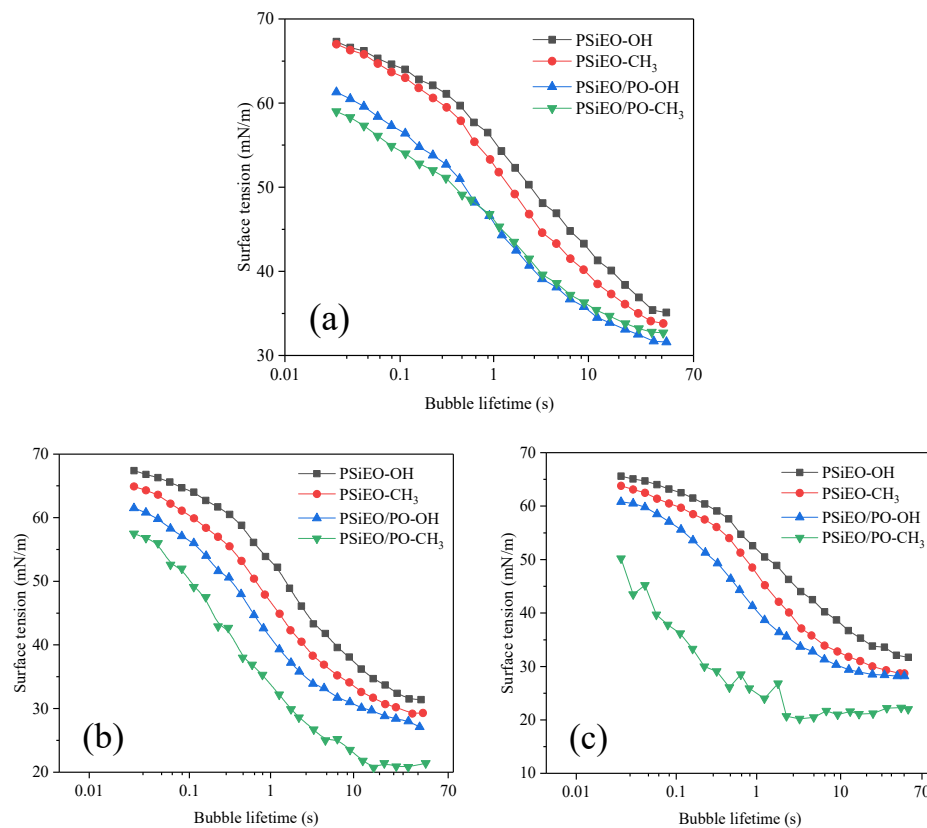 70
60
50
40
30
Surface tension (mN/m)
PSiEO-OH
PSiEO-CH₃
PSiEO/PO-OH
PSiEO/PO-CH₃
(a)
0.01 0.1 1 10 70
Bubble lifetime (s)
70
60
50
40
30
20
Surface tension (mN/m)
PSiEO-OH
PSiEO-CH₃
PSiEO/PO-OH
PSiEO/PO-CH₃
(b)
0.01 0.1 1 10 70
Bubble lifetime (s)
70
60
50
40
30
20
10
Surface tension (mN/m)
PSiEO-OH
PSiEO-CH₃
PSiEO/PO-OH
PSiEO/PO-CH₃
(c)
0.01 0.1 1 10 70
Bubble lifetime (s)